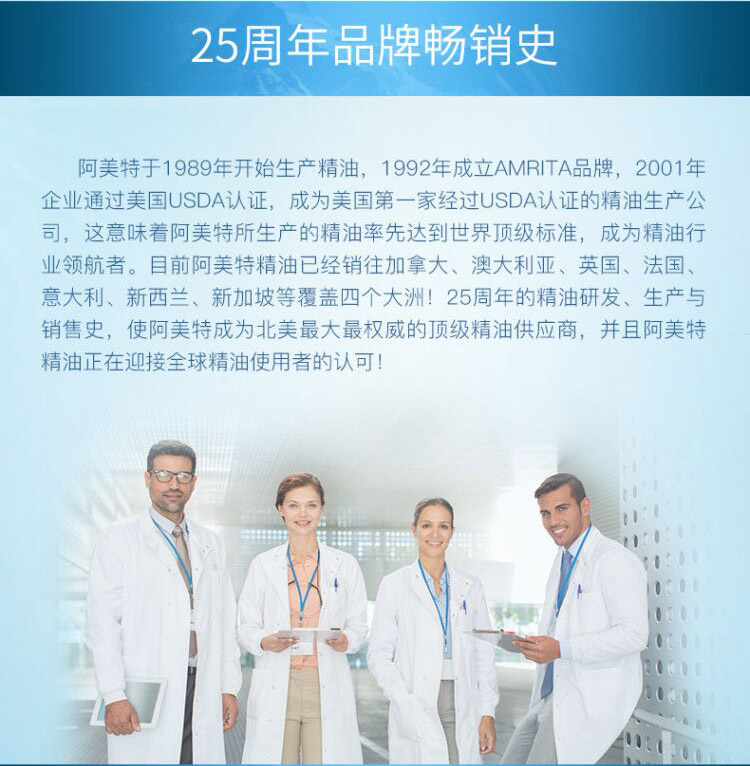 25周年品牌畅销史
阿美特于1989年开始生产精油，1992年成立AMRITA品牌，2001年
企业通过美国USDA认证，成为美国第一家经过USDA认证的精油生产公
司，这意味着阿美特所生产的精油率先达到世界顶级标准，成为精油行
业领航者。目前阿美特精油已经销往加拿大、澳大利亚、英国、法国、
意大利、新西兰、新加坡等覆盖四个大洲！25周年的精油研发、生产与
销售史，使阿美特成为北美最大最权威的顶级精油供应商，并且阿美特
精油正在迎接全球精油使用者的认可！